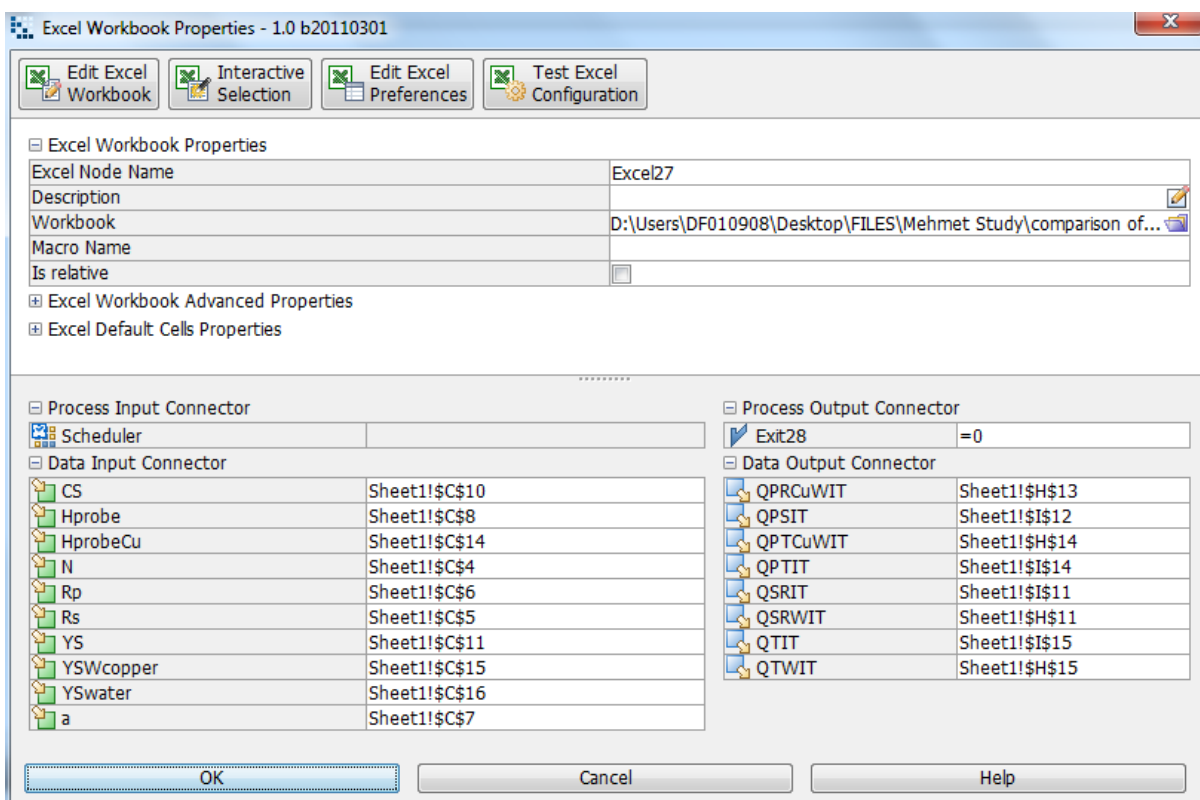 Excel Workbook Properties - 1.0 b20110301
X
Edit Excel Workbook
Interactive Selection
Edit Excel Preferences
Test Excel Configuration
Excel Workbook Properties
Excel Node Name Excel27
Description
Workbook D:\Users\DF010908\Desktop\FILES\Mehmet Study\comparison of...
Macro Name
Is relative
Excel Workbook Advanced Properties
Excel Default Cells Properties
Process Input Connector
Scheduler
Data Input Connector
CS Sheet1!$C$10
Hprobe Sheet1!$C$8
HprobeCu Sheet1!$C$14
N Sheet1!$C$4
Rp Sheet1!$C$6
Rs Sheet1!$C$5
YS Sheet1!$C$11
YSWcopper Sheet1!$C$15
YSwater Sheet1!$C$16
a Sheet1!$C$7
Process Output Connector
Exit28 =0
Data Output Connector
QPRCuWIT Sheet1!$H$13
QPSIT Sheet1!$I$12
QPTCuWIT Sheet1!$H$14
QPTIT Sheet1!$I$14
QSRIT Sheet1!$I$11
QSRWIT Sheet1!$H$11
QTIT Sheet1!$I$15
QTWIT Sheet1!$H$15
OK
Cancel
Help